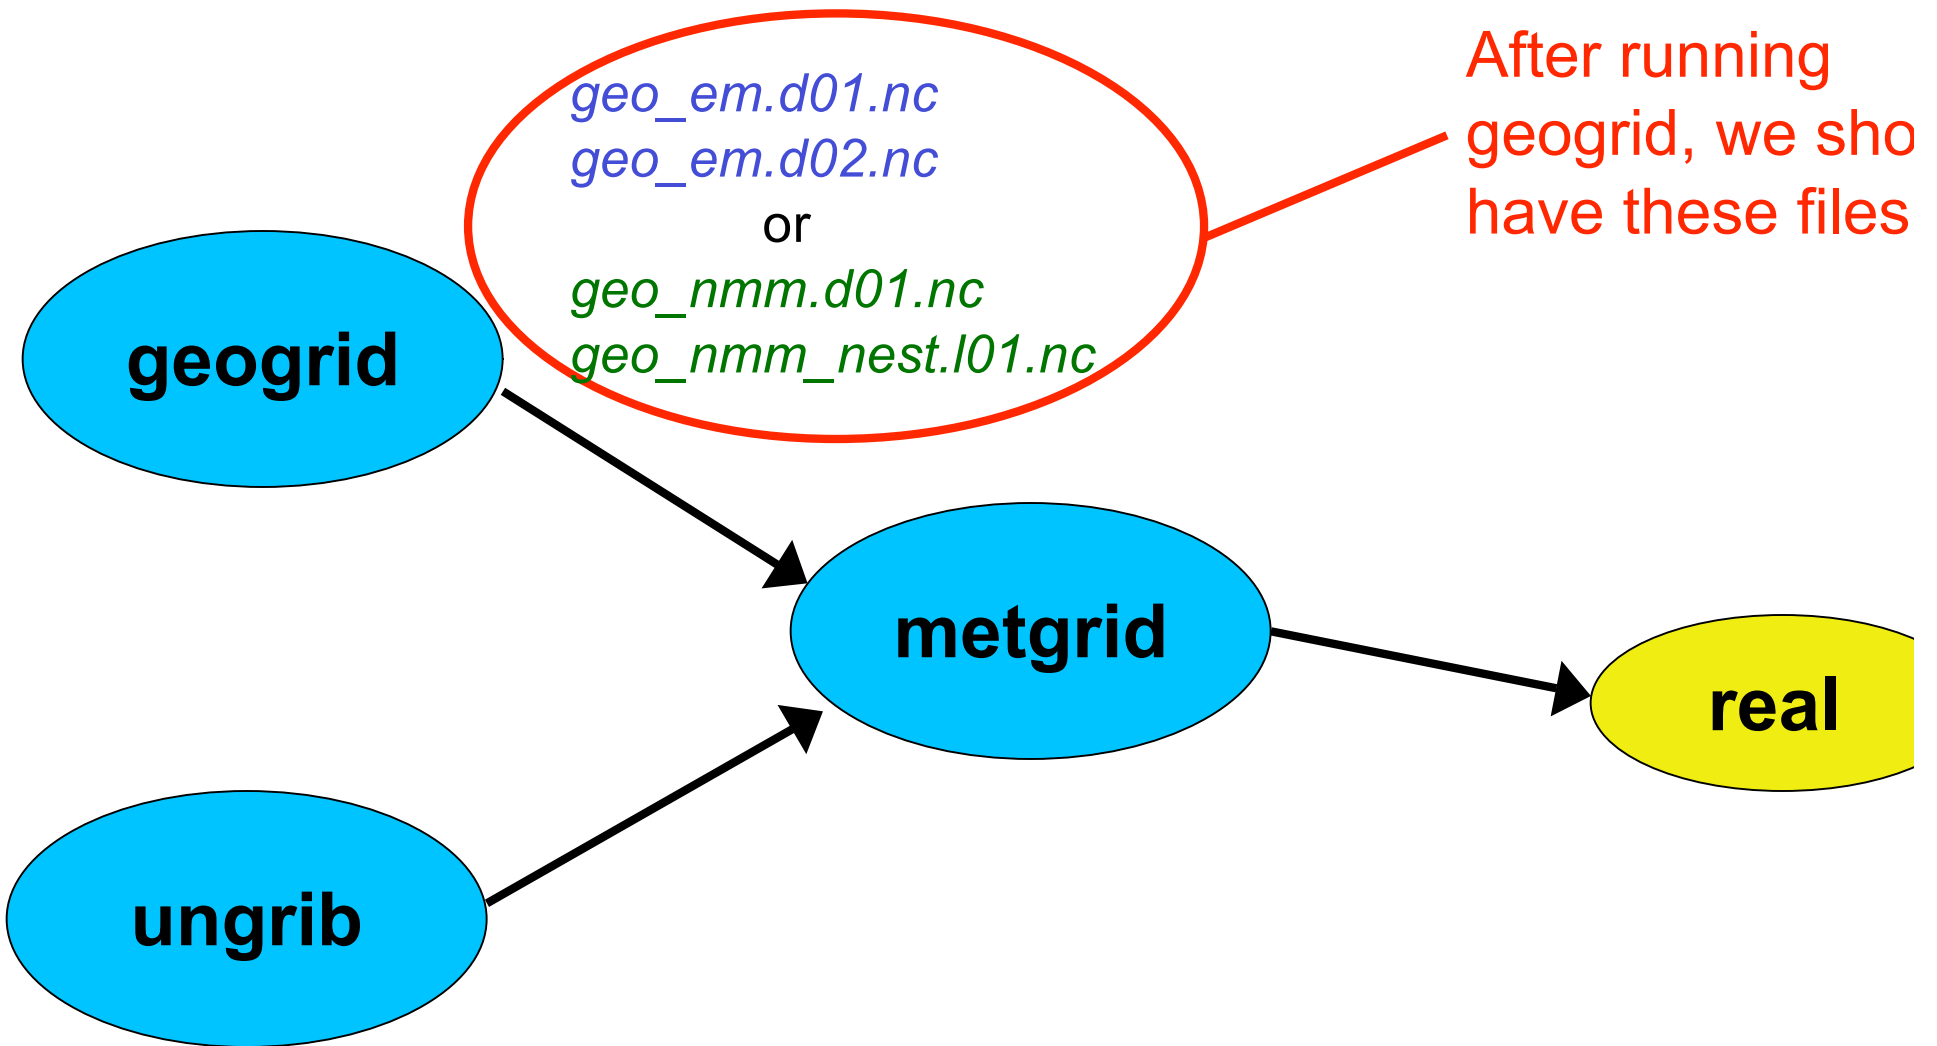 geo_em.d01.nc
geo_em.d02.nc
or
geo_nmm.d01.nc
geo_nmm_nest.l01.nc
After running
geogrid, we sho
have these files
geogrid
metgrid
real
ungrib